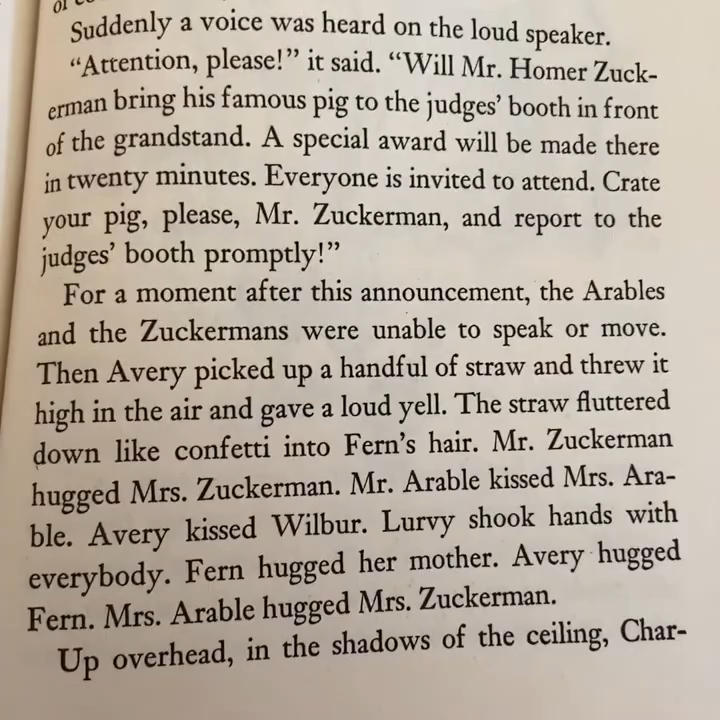 Suddenly a voice was heard on the loud speaker.
“Attention, please!” it said. “Will Mr. Homer Zuck-
erman bring his famous pig to the judges’ booth in front
of the grandstand. A special award will be made there
in twenty minutes. Everyone is invited to attend. Crate
your pig, please, Mr. Zuckerman, and report to the
judges’ booth promptly!”
For a moment after this announcement, the Arables
and the Zuckermans were unable to speak or move.
Then Avery picked up a handful of straw and threw it
high in the air and gave a loud yell. The straw fluttered
down like confetti into Fern’s hair. Mr. Zuckerman
hugged Mrs. Zuckerman. Mr. Arable kissed Mrs. Ara-
ble. Avery kissed Wilbur. Lurvy shook hands with
everybody. Fern hugged her mother. Avery hugged
Fern. Mrs. Arable hugged Mrs. Zuckerman.
Up overhead, in the shadows of the ceiling, Char-